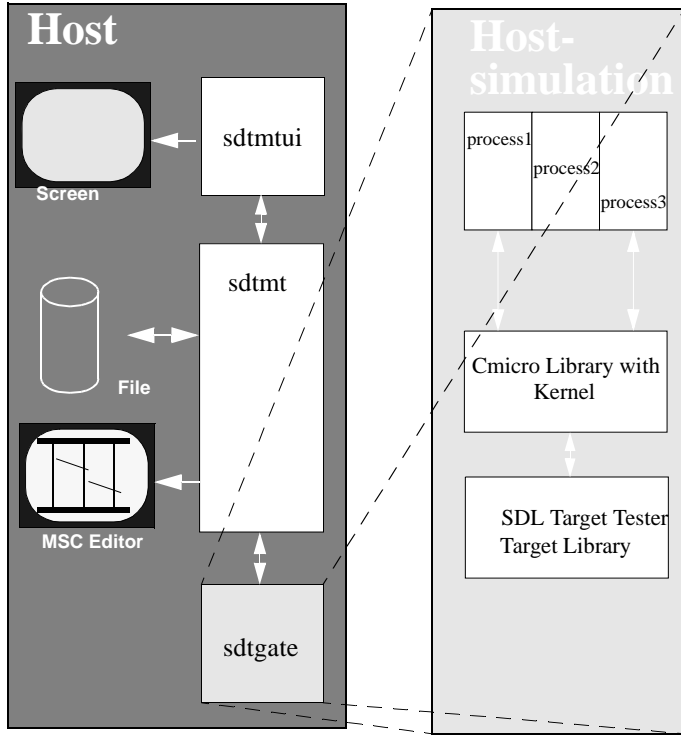 Host
sdtmtui
Screen
sdtmt
File
MSC Editor
sdtgate
Host-
simulation
process1
process2
process3
Cmicro Library with
Kernel
SDL Target Tester
Target Library